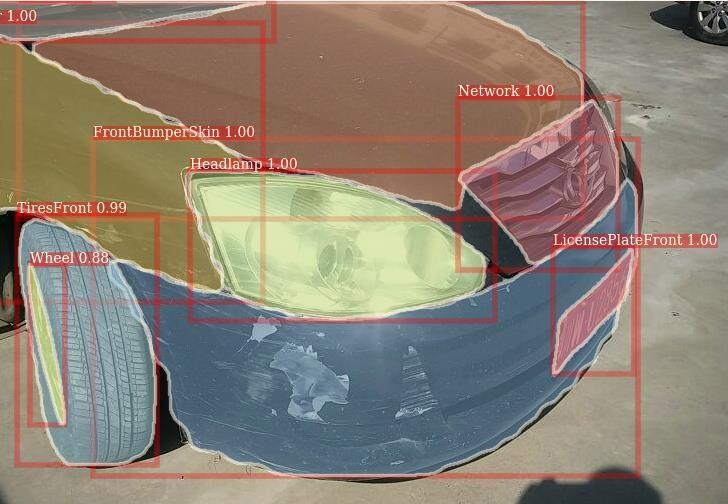 r 1.00
Network 1.00
FrontBumperSkin 1.00
Headlamp 1.00
TiresFront 0.99
LicensePlateFront 1.00
Wheel 0.88